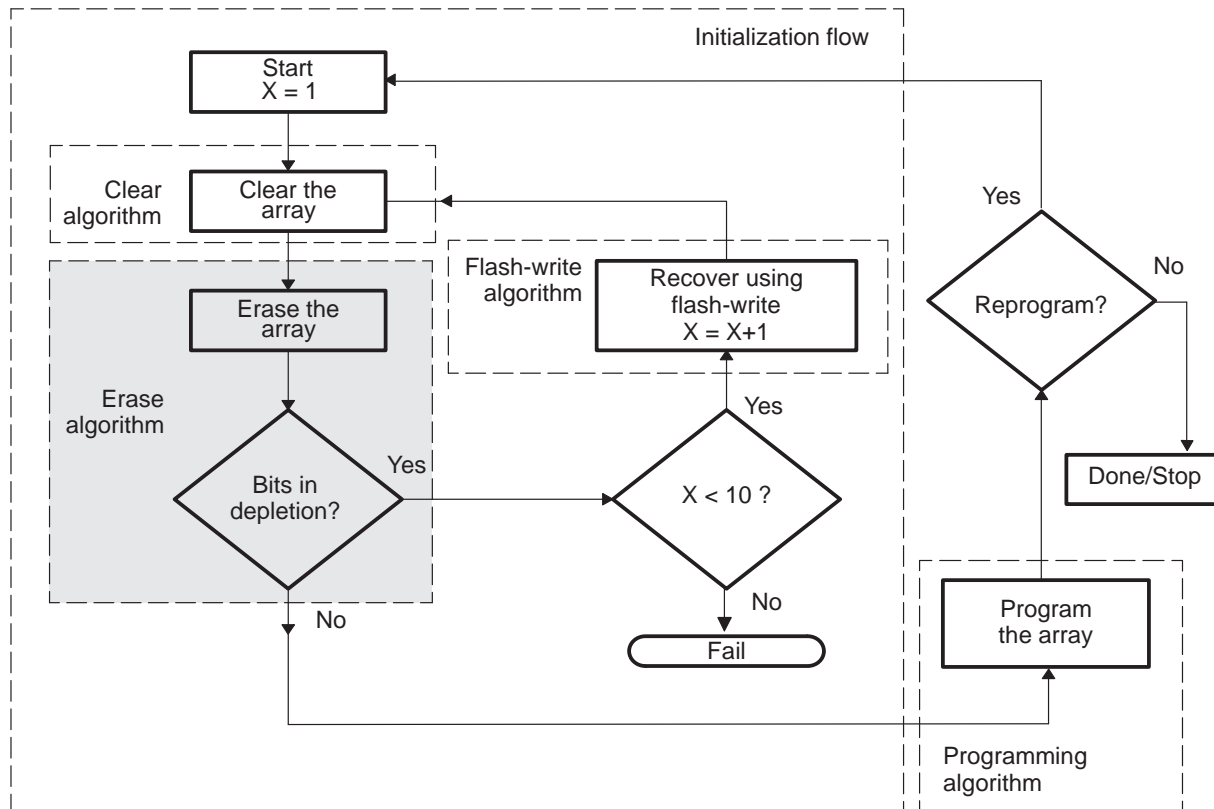 Initialization flow
Start
X = 1
Clear
algorithm
Clear the
array
Flash-write
algorithm
Recover using
flash-write
X = X+1
Yes
Reprogram?
No
Erase the
array
Erase
algorithm
Yes
Yes
Bits in
depletion?
X < 10 ?
Done/Stop
No
No
Fail
Program
the array
Programming
algorithm